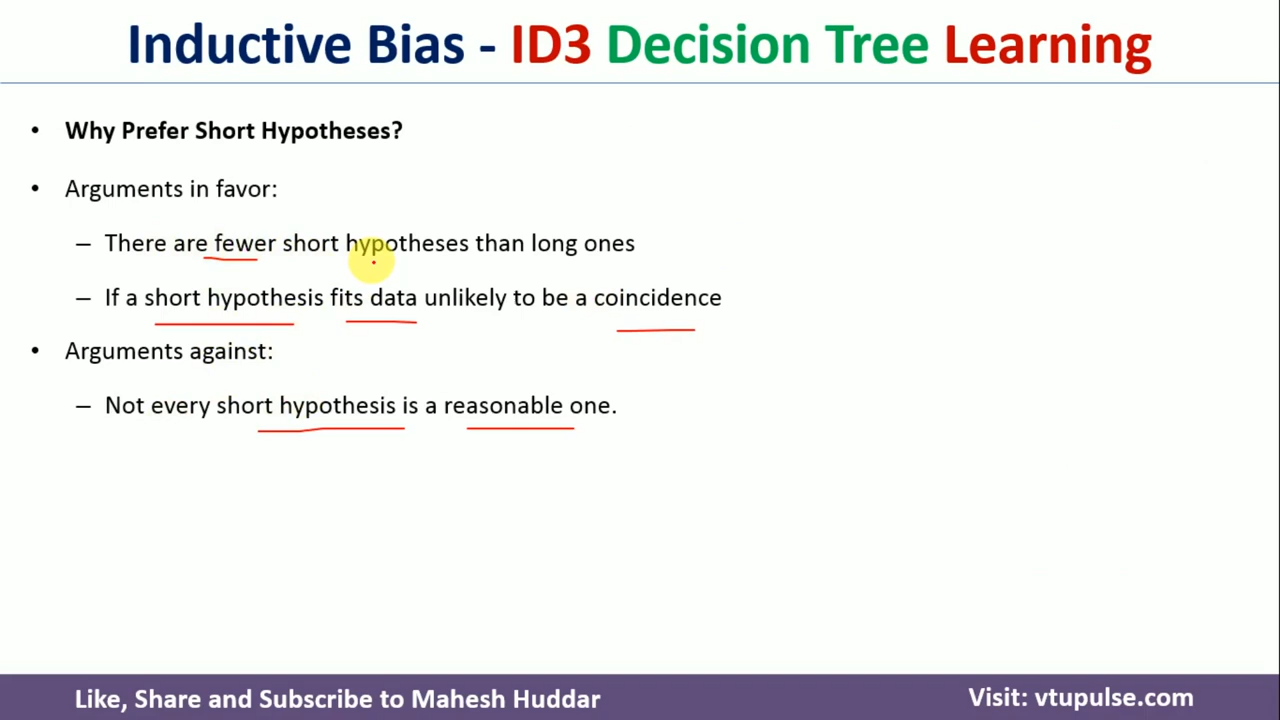 Inductive Bias - ID3 Decision Tree Learning
• Why Prefer Short Hypotheses?
• Arguments in favor:
– There are fewer short hypotheses than long ones
– If a short hypothesis fits data unlikely to be a coincidence
• Arguments against:
– Not every short hypothesis is a reasonable one.
Like, Share and Subscribe to Mahesh Huddar
Visit: vtupulse.com